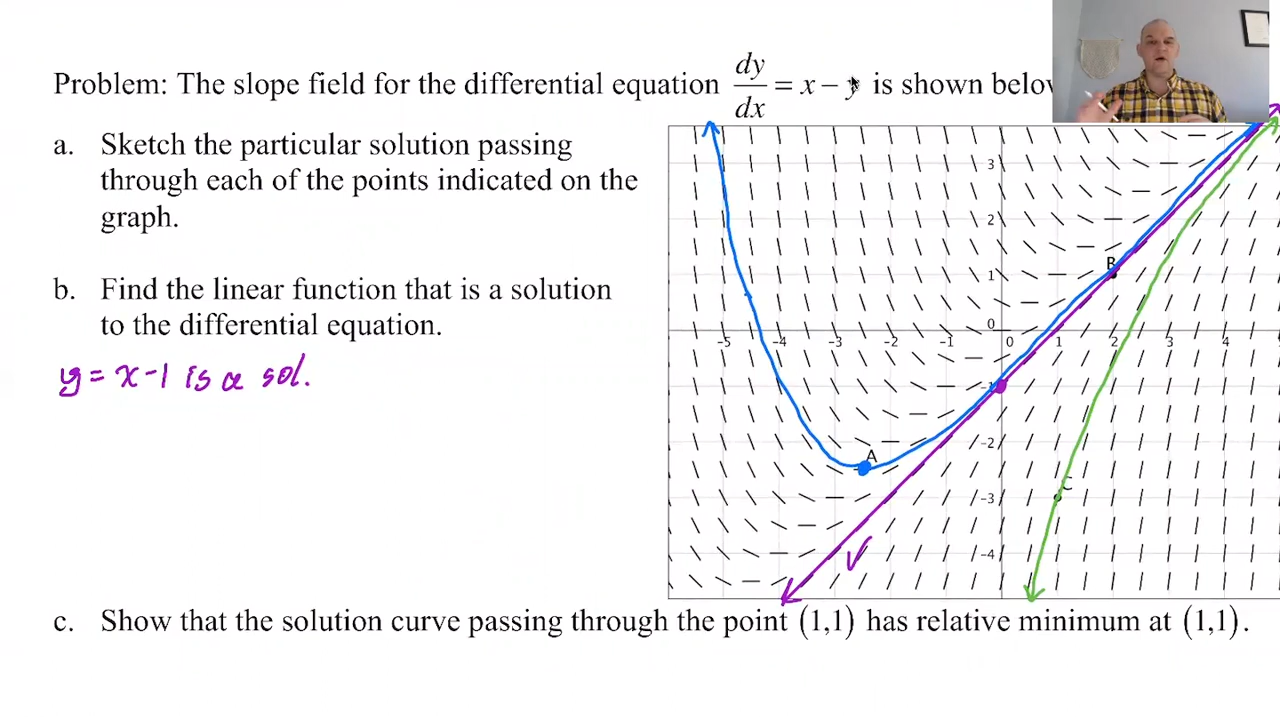 Problem: The slope field for the differential equation dy/dx = x − y is shown below
a. Sketch the particular solution passing
through each of the points indicated on the
graph.
b. Find the linear function that is a solution
to the differential equation.
y = x-1 is a sol.
3
2
B
1
0
-5 -4 -3 -2 -1 0 1 2 3 4
-1
-2
A
C
-3
-4
c. Show that the solution curve passing through the point (1,1) has relative minimum at (1,1).